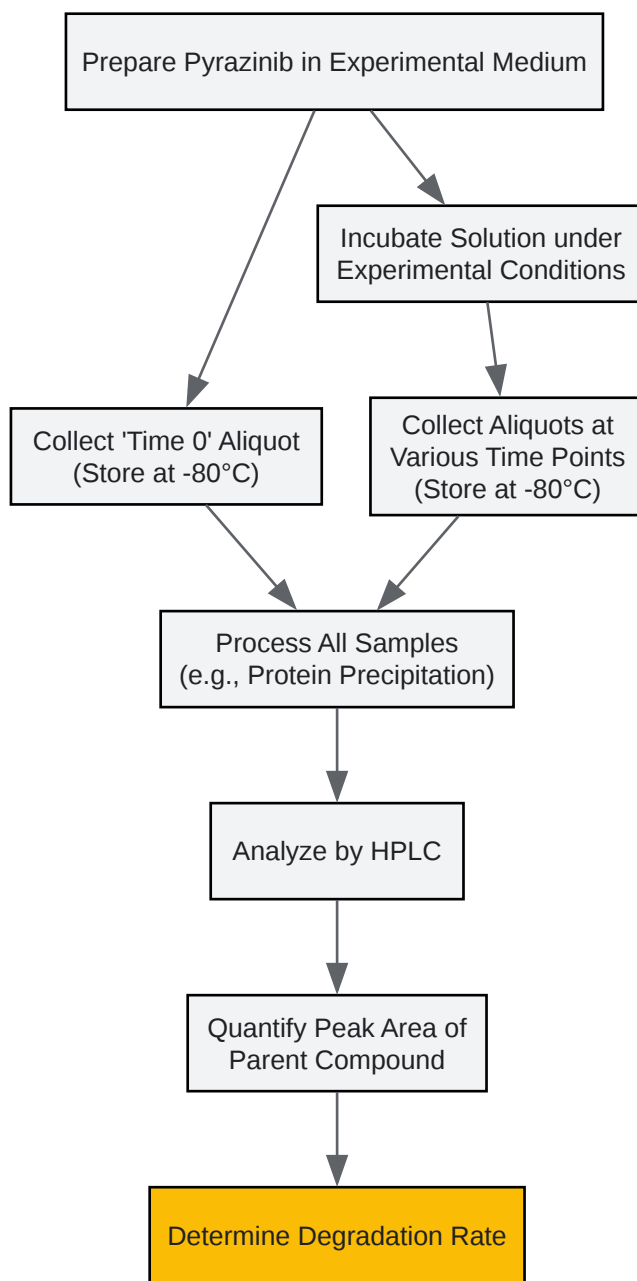 Prepare Pyrazinib in Experimental Medium
Incubate Solution under
Experimental Conditions
Collect 'Time 0' Aliquot
(Store at -80°C)
Collect Aliquots at
Various Time Points
(Store at -80°C)
Process All Samples
(e.g., Protein Precipitation)
Analyze by HPLC
Quantify Peak Area of
Parent Compound
Determine Degradation Rate